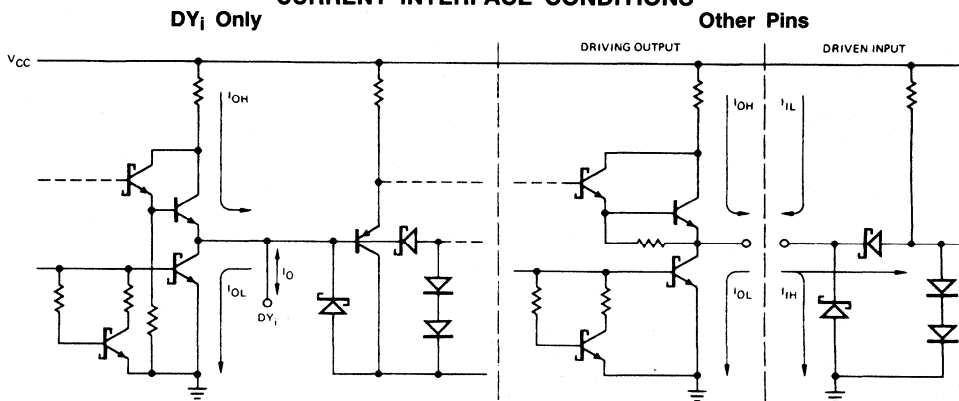 CURRENT INTERFACE CONDITIONS
DYi Only
Other Pins
DRIVING OUTPUT
DRIVEN INPUT
VCC
IOH
IOH
IIL
IO
IOL
DYi
IOL
IIH